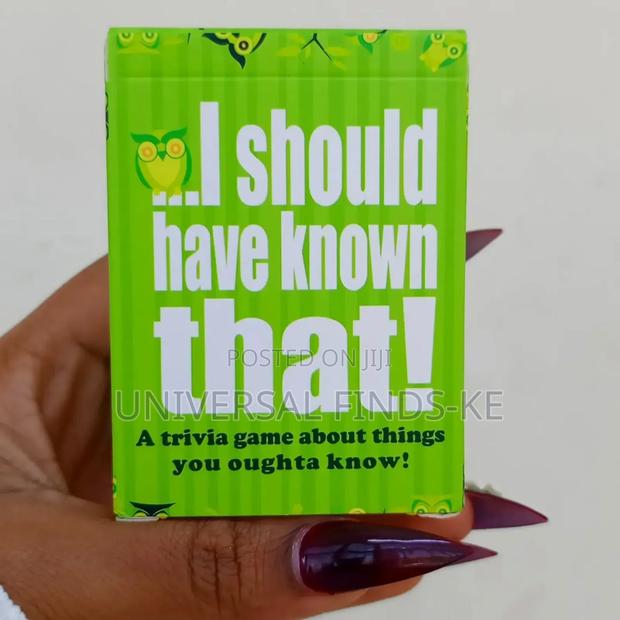 ...I should
have known
that!
POSTED ON JIJI
UNIVERSAL FINDS-KE
A trivia game about things
you oughta know!